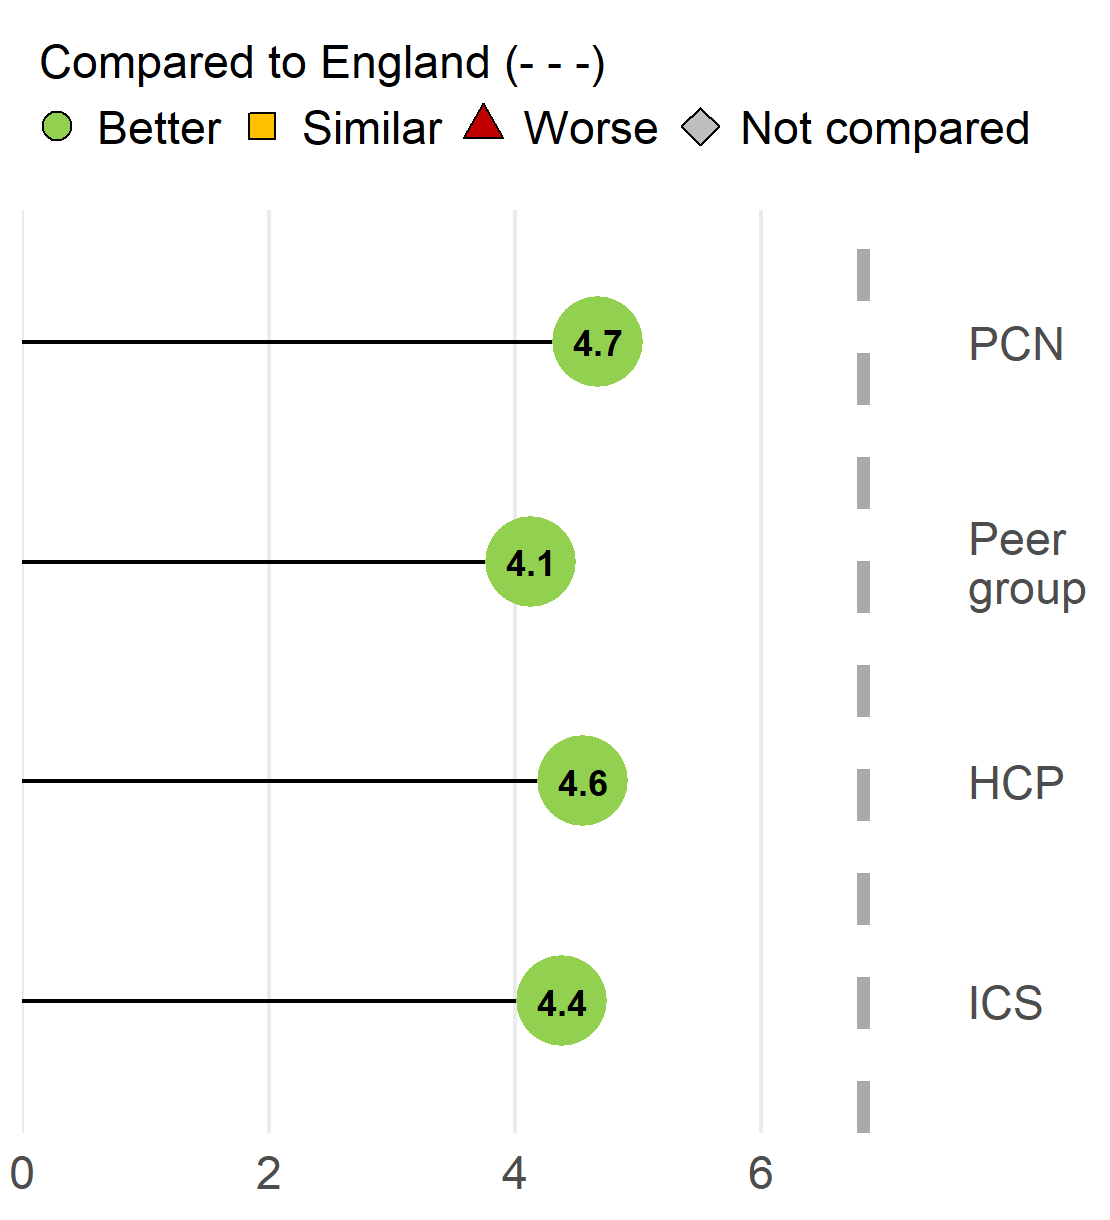 Compared to England (- - -)
Better Similar Worse Not compared
4.7 PCN
4.1 Peer
group
4.6 HCP
4.4 ICS
0 2 4 6